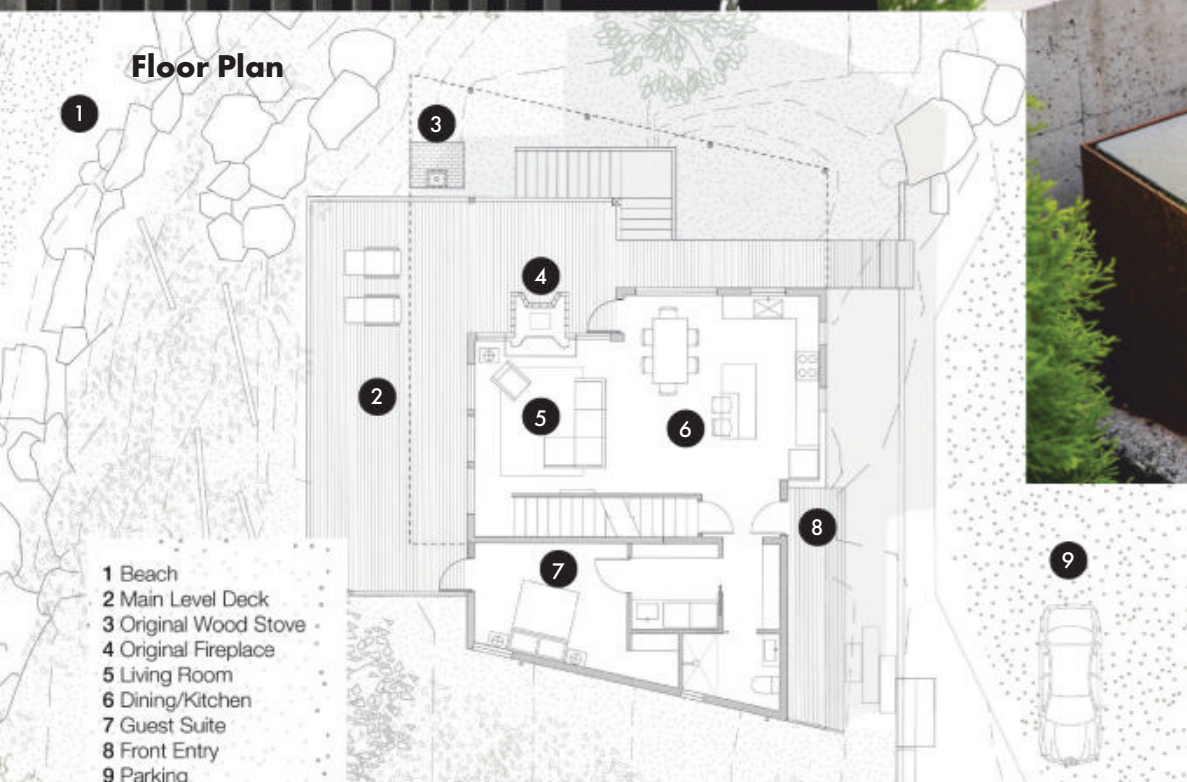 Floor Plan
1
3
4
2
5
6
8
7
9
1 Beach
2 Main Level Deck
3 Original Wood Stove
4 Original Fireplace
5 Living Room
6 Dining/Kitchen
7 Guest Suite
8 Front Entry
9 Parking